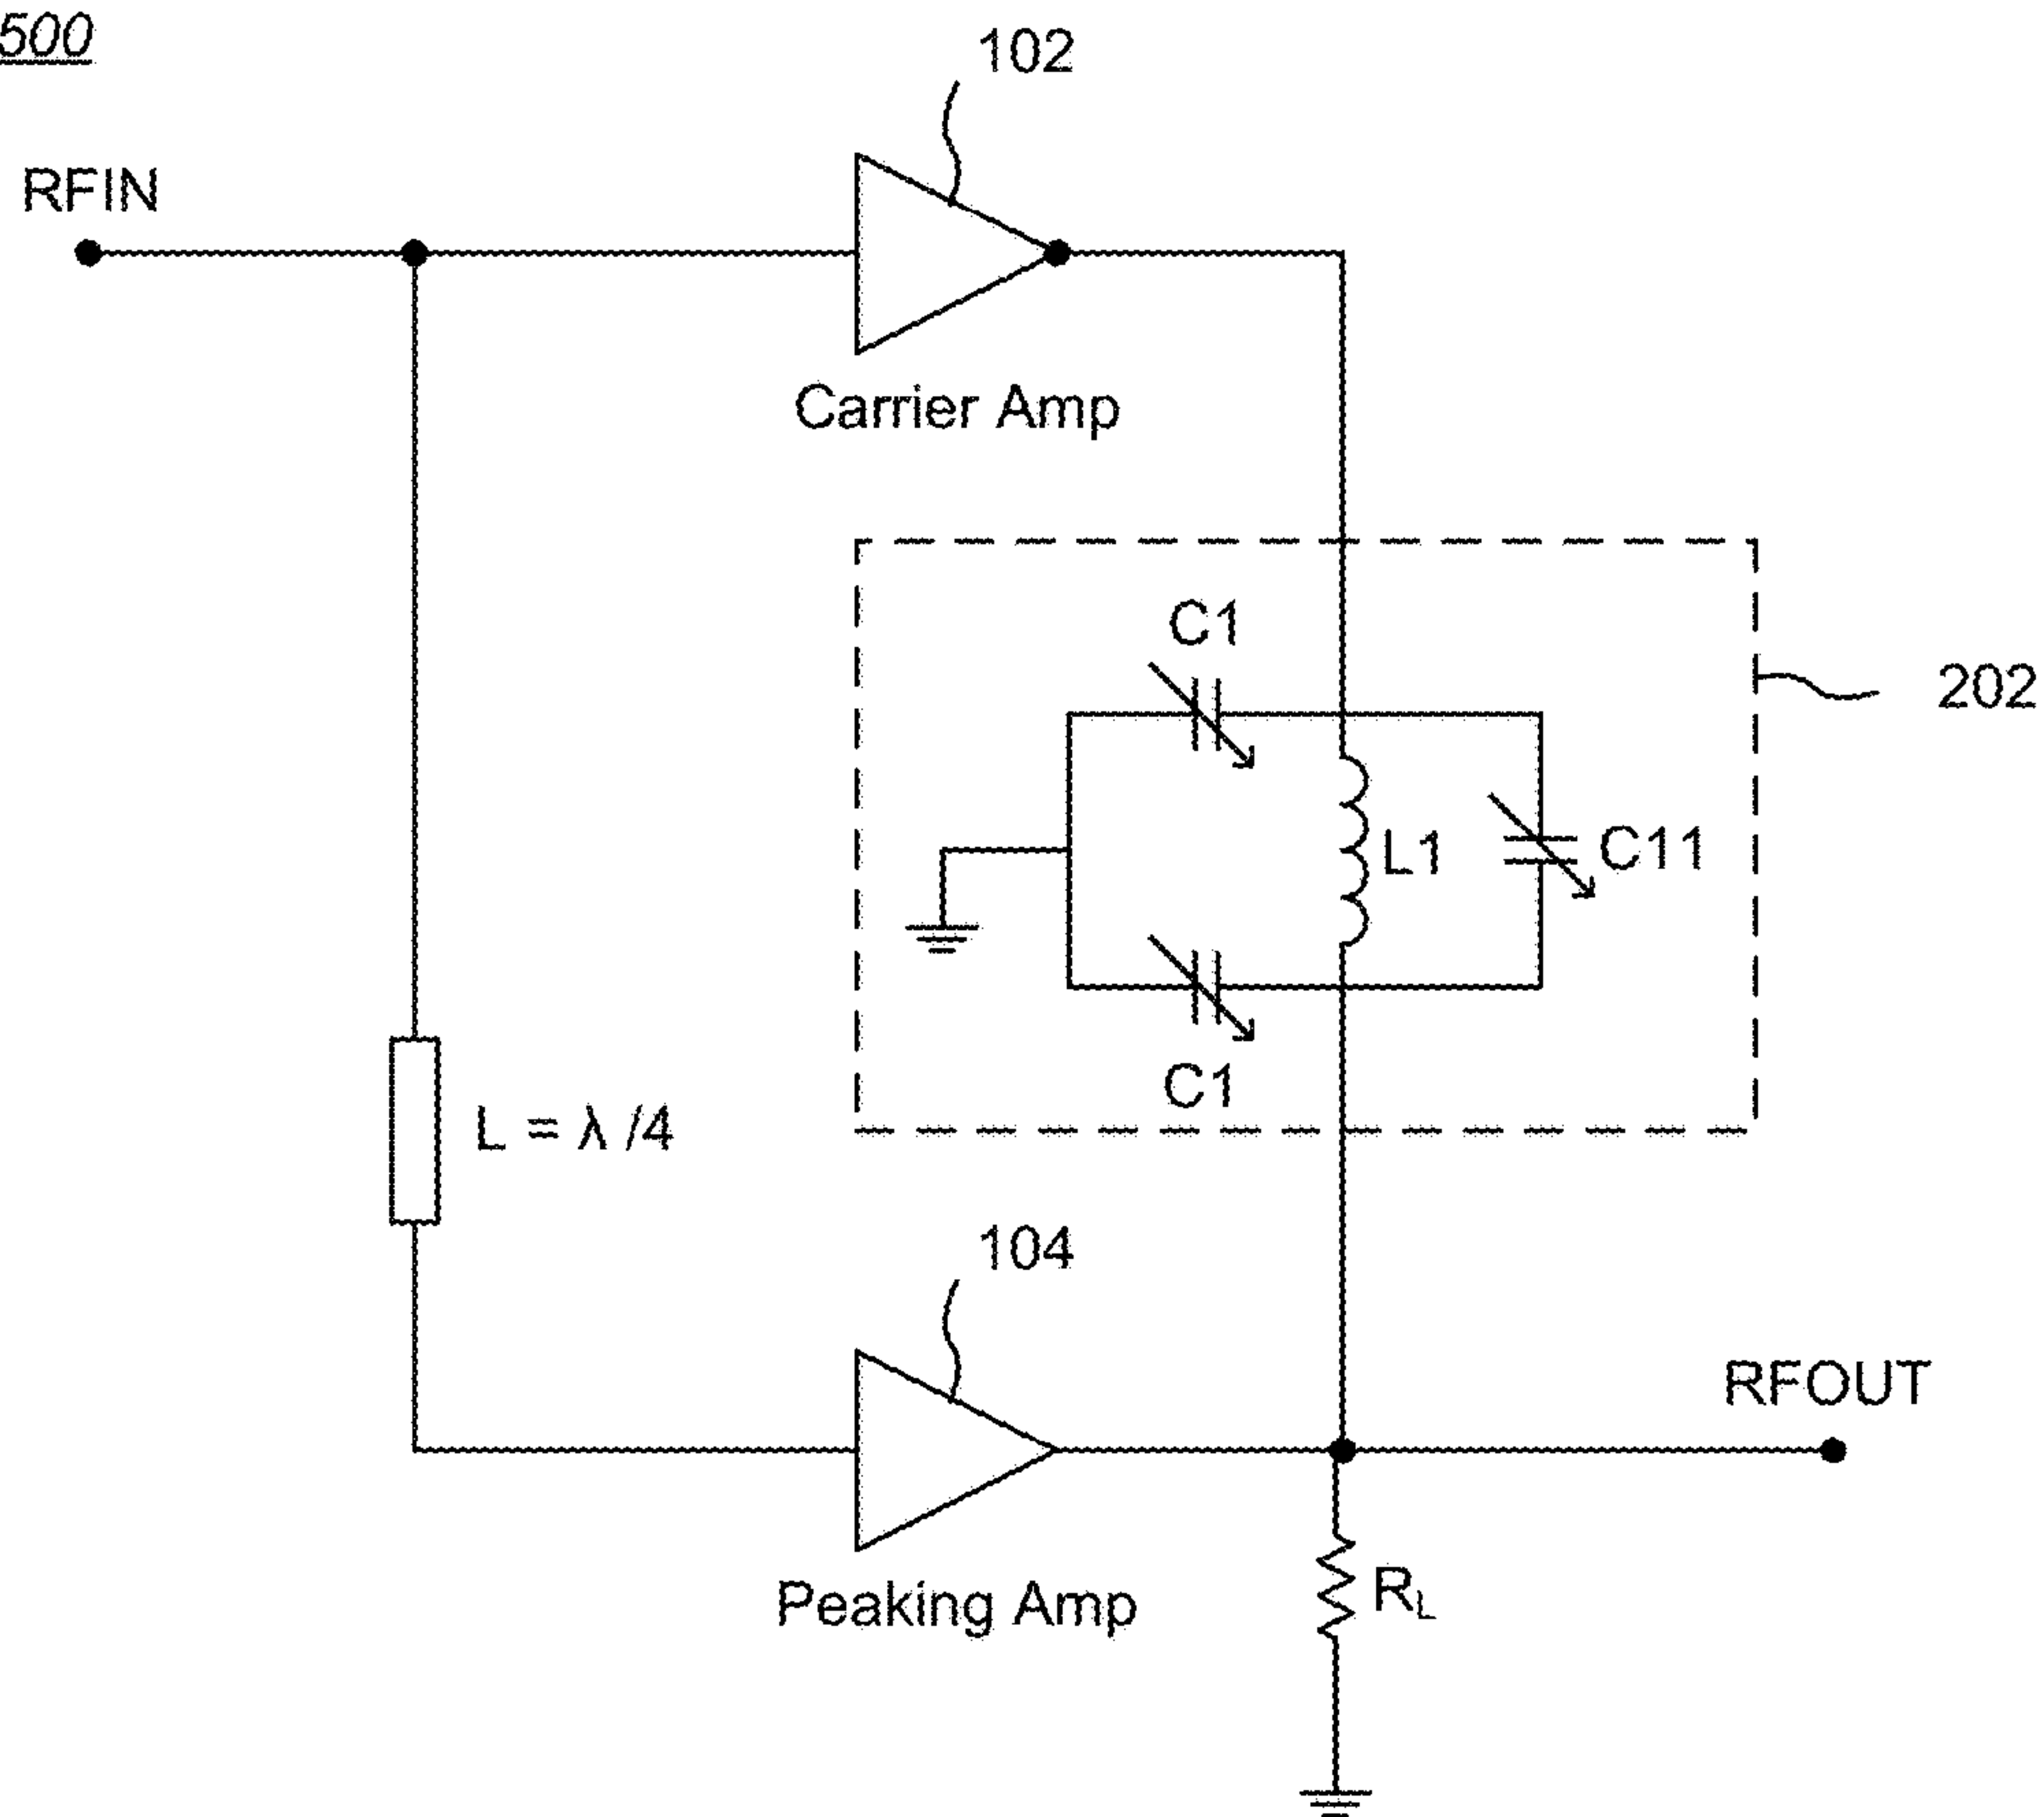 500
102
RFIN
Carrier Amp
C1
202
L1
C11
C1
L = λ /4
104
RFOUT
Peaking Amp
RL